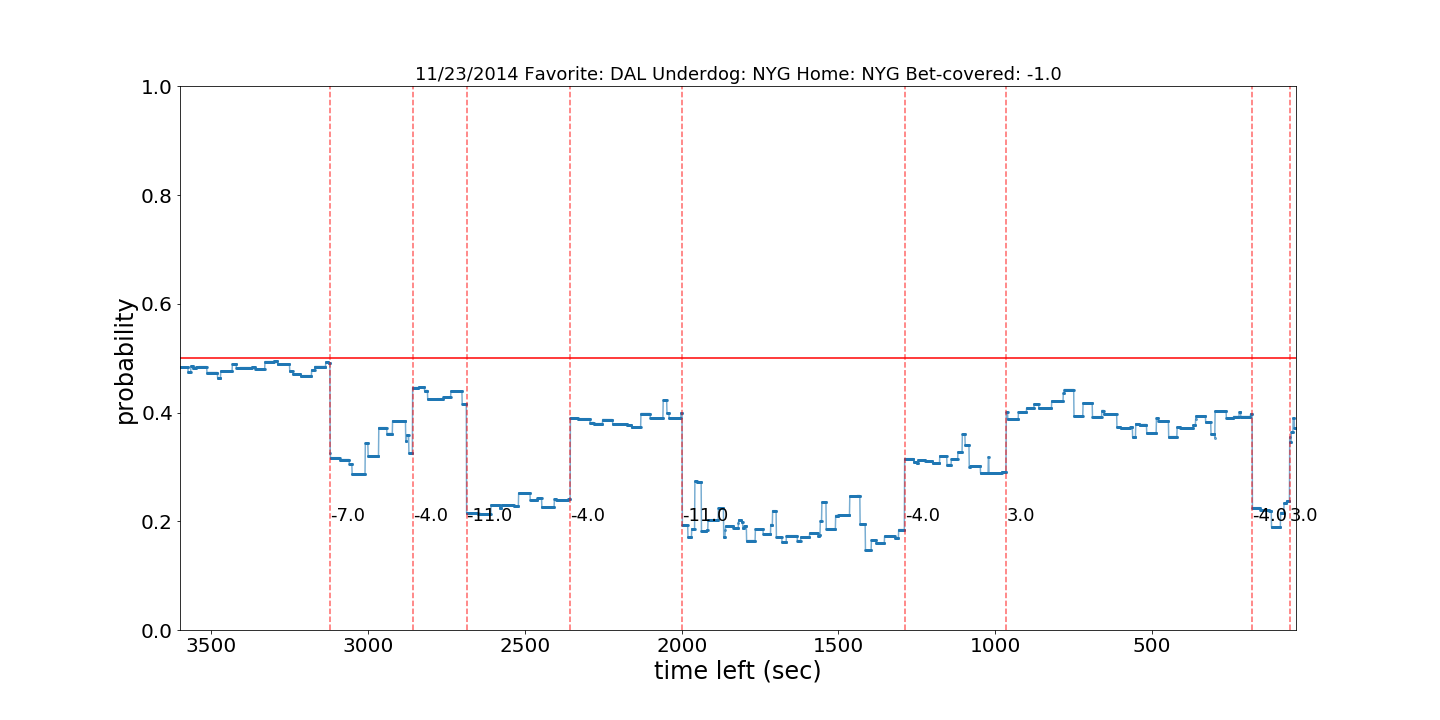 11/23/2014 Favorite: DAL Underdog: NYG Home: NYG Bet-covered: -1.0
1.0
0.8
0.6
0.4
0.2
0.0
probability
-7.0 -4.0 -11.0 -4.0 -11.0 -4.0 3.0 -4.0 3.0
3500 3000 2500 2000 1500 1000 500
time left (sec)